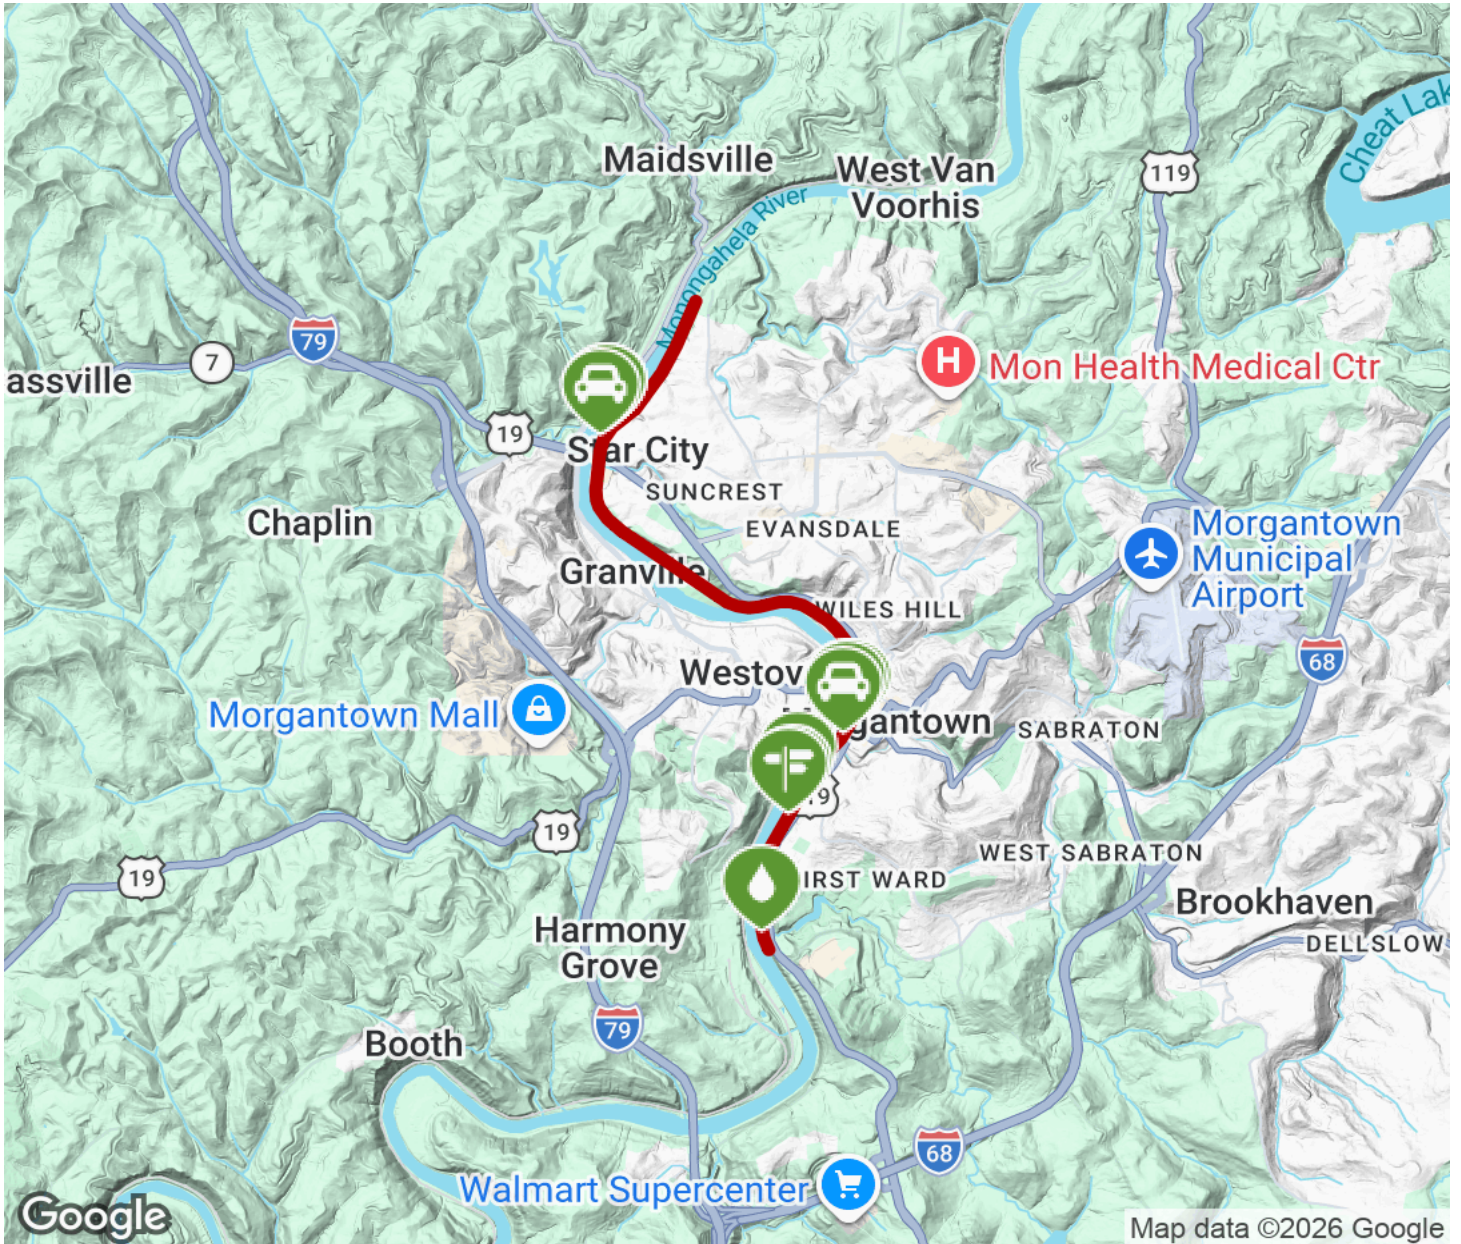 Maidsville
West Van
Voorhis
119
Cheat Lak
Monongahela River
79
7
assville
Mon Health Medical Ctr
H
19
Star City
SUNCREST
EVANSDALE
Chaplin
Morgantown
Municipal
Airport
Granville
WILES HILL
68
Westov
Morgantown Mall
gantown
SABRATON
19
19
19
WEST SABRATON
IRST WARD
Brookhaven
Harmony
Grove
DELLSLOW
79
Booth
68
Walmart Supercenter
Google
Map data ©2026 Google